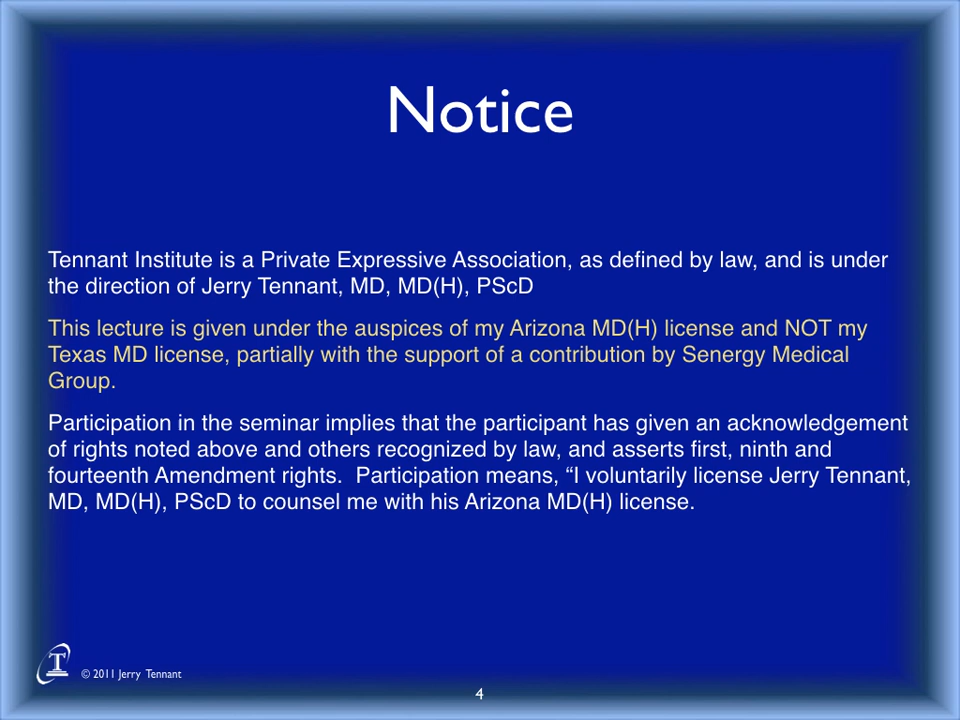 Notice
Tennant Institute is a Private Expressive Association, as defined by law, and is under
the direction of Jerry Tennant, MD, MD(H), PScD
This lecture is given under the auspices of my Arizona MD(H) license and NOT my
Texas MD license, partially with the support of a contribution by Senergy Medical
Group.
Participation in the seminar implies that the participant has given an acknowledgement
of rights noted above and others recognized by law, and asserts first, ninth and
fourteenth Amendment rights.  Participation means, “I voluntarily license Jerry Tennant,
MD, MD(H), PScD to counsel me with his Arizona MD(H) license.
T
© 2011 Jerry Tennant
4